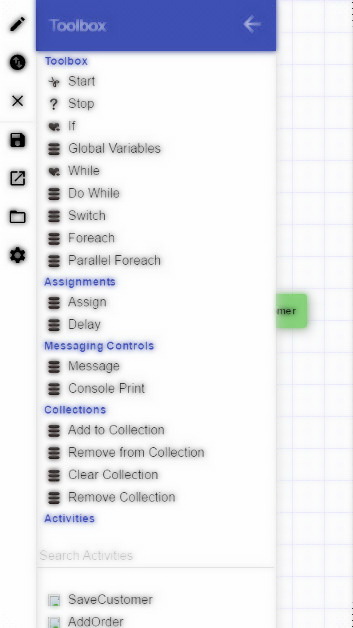 Toolbox
Toolbox
Start
Stop
If
Global Variables
While
Do While
Switch
Foreach
Parallel Foreach
Assignments
Assign
Delay
Messaging Controls
Message
Console Print
Collections
Add to Collection
Remove from Collection
Clear Collection
Remove Collection
Activities
Search Activities
SaveCustomer
AddOrder
mer